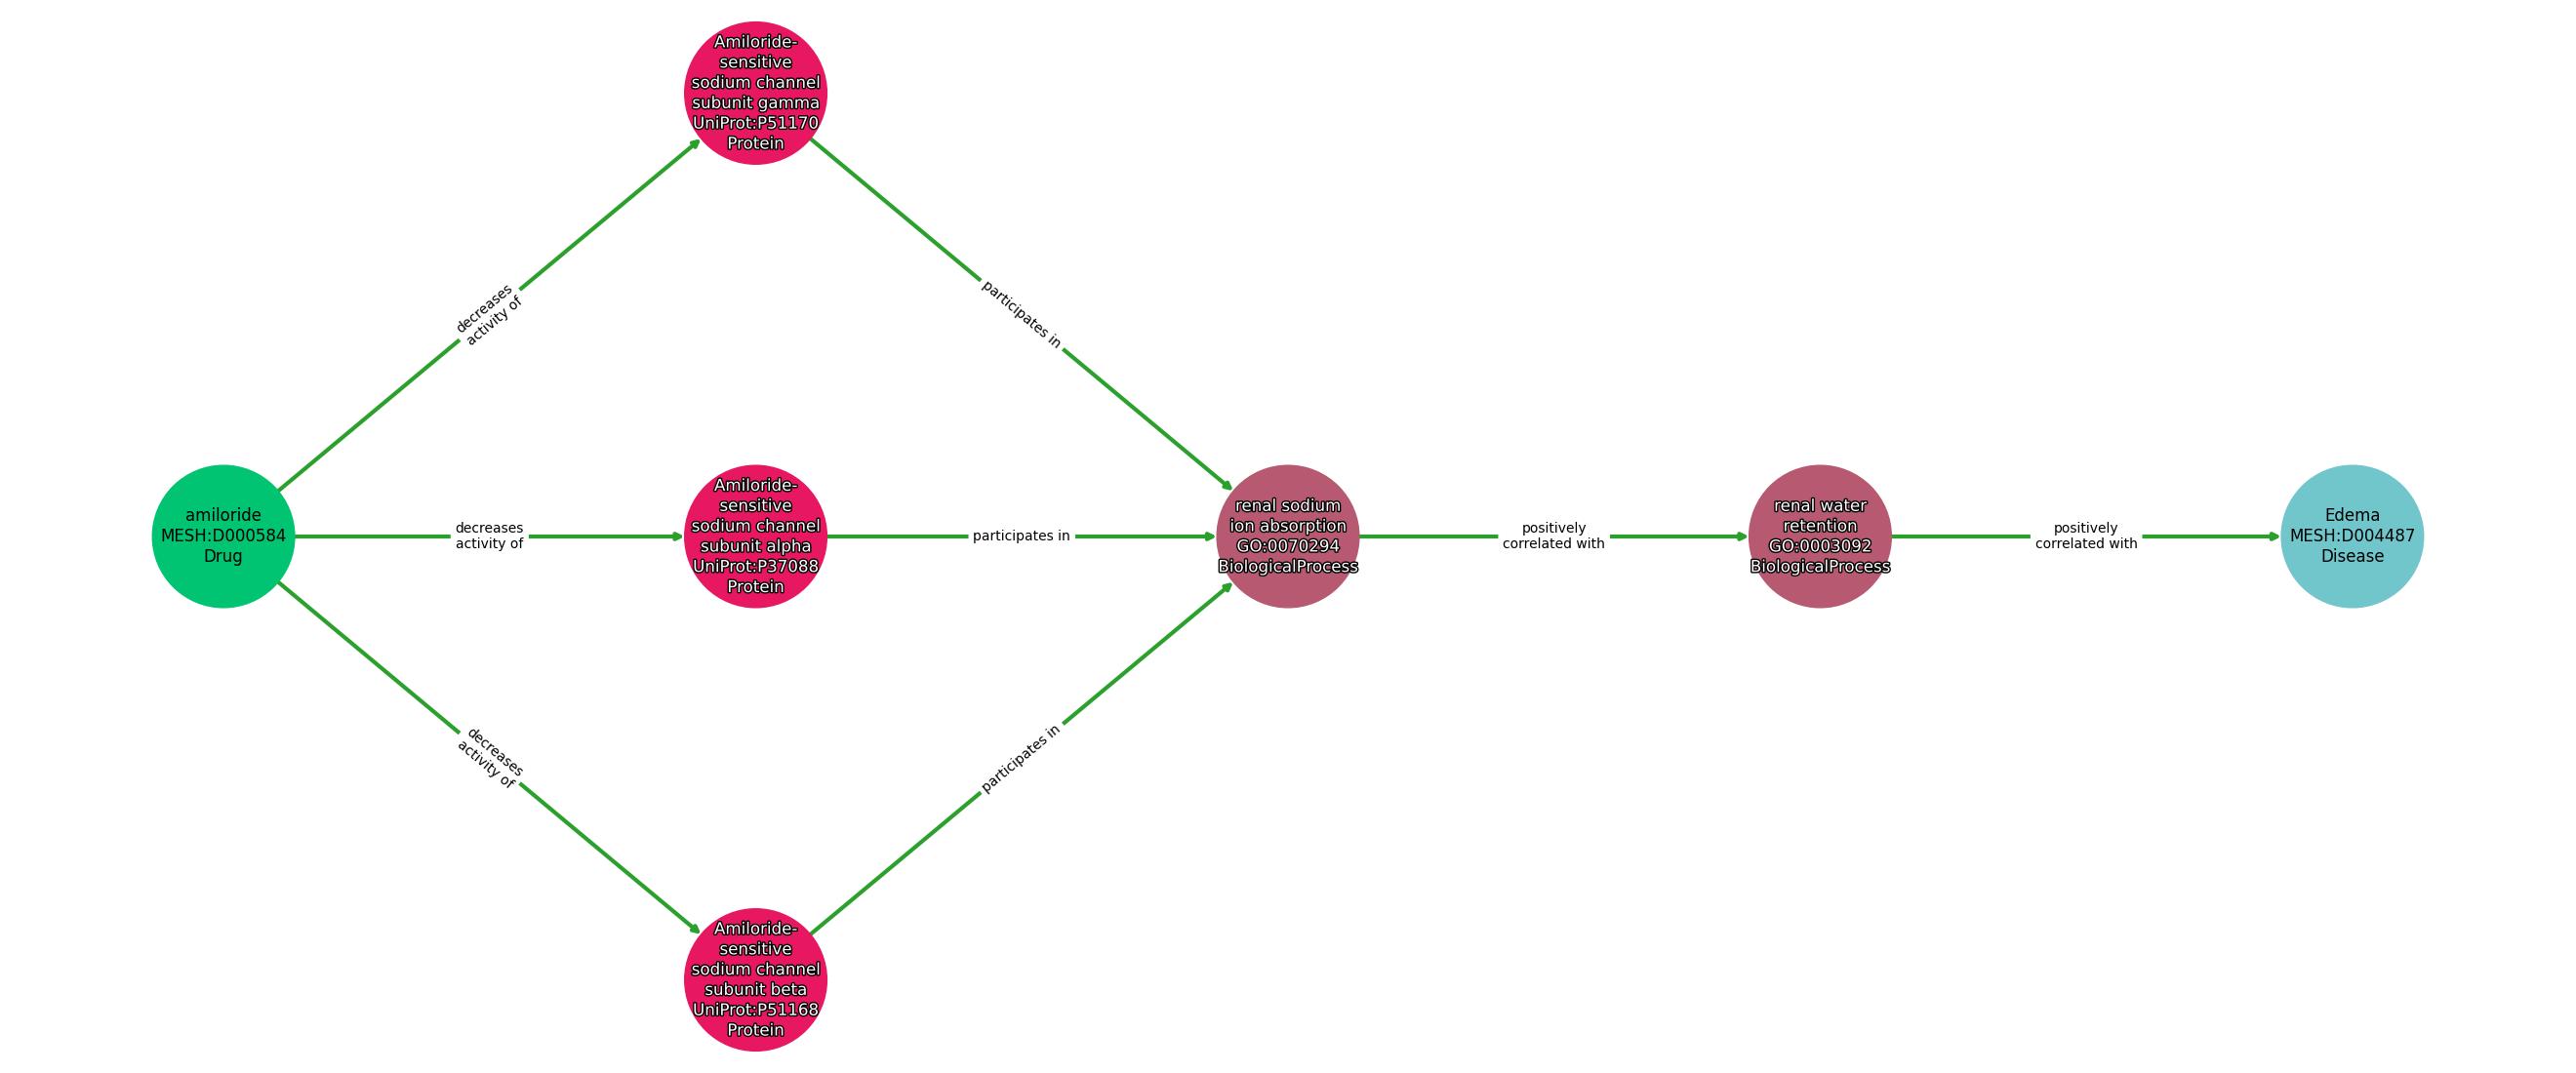 Amiloride-
sensitive
sodium channel
subunit gamma
UniProt:P51170
Protein
decreases
activity of
participates in
amiloride
MESH:D000584
Drug
decreases
activity of
Amiloride-
sensitive
sodium channel
subunit alpha
UniProt:P37088
Protein
participates in
renal sodium
ion absorption
GO:0070294
BiologicalProcess
positively
correlated with
renal water
retention
GO:0003092
BiologicalProcess
positively
correlated with
Edema
MESH:D004487
Disease
decreases
activity of
participates in
Amiloride-
sensitive
sodium channel
subunit beta
UniProt:P51168
Protein